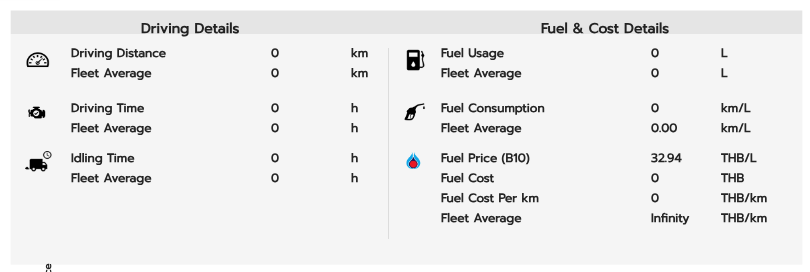 Driving Details
Driving Distance 0 km
Fleet Average 0 km
Driving Time 0 h
Fleet Average 0 h
Idling Time 0 h
Fleet Average 0 h
Fuel & Cost Details
Fuel Usage 0 L
Fleet Average 0 L
Fuel Consumption 0 km/L
Fleet Average 0.00 km/L
Fuel Price (B10) 32.94 THB/L
Fuel Cost 0 THB
Fuel Cost Per km 0 THB/km
Fleet Average Infinity THB/km